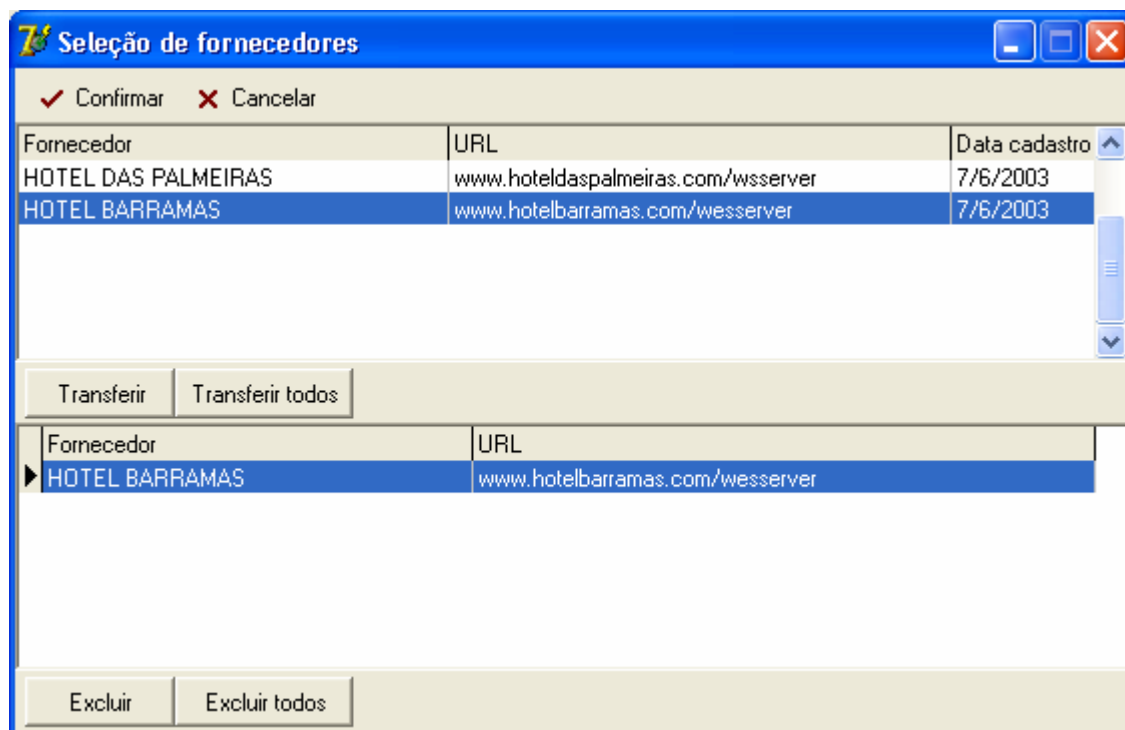 Seleção de fornecedores
Confirmar Cancelar
Fornecedor URL Data cadastro
HOTEL DAS PALMEIRAS www.hoteldaspalmeiras.com/wsserver 7/6/2003
HOTEL BARRAMAS www.hotelbarramas.com/wesserver 7/6/2003
Transferir Transferir todos
Fornecedor URL
HOTEL BARRAMAS www.hotelbarramas.com/wesserver
Excluir Excluir todos